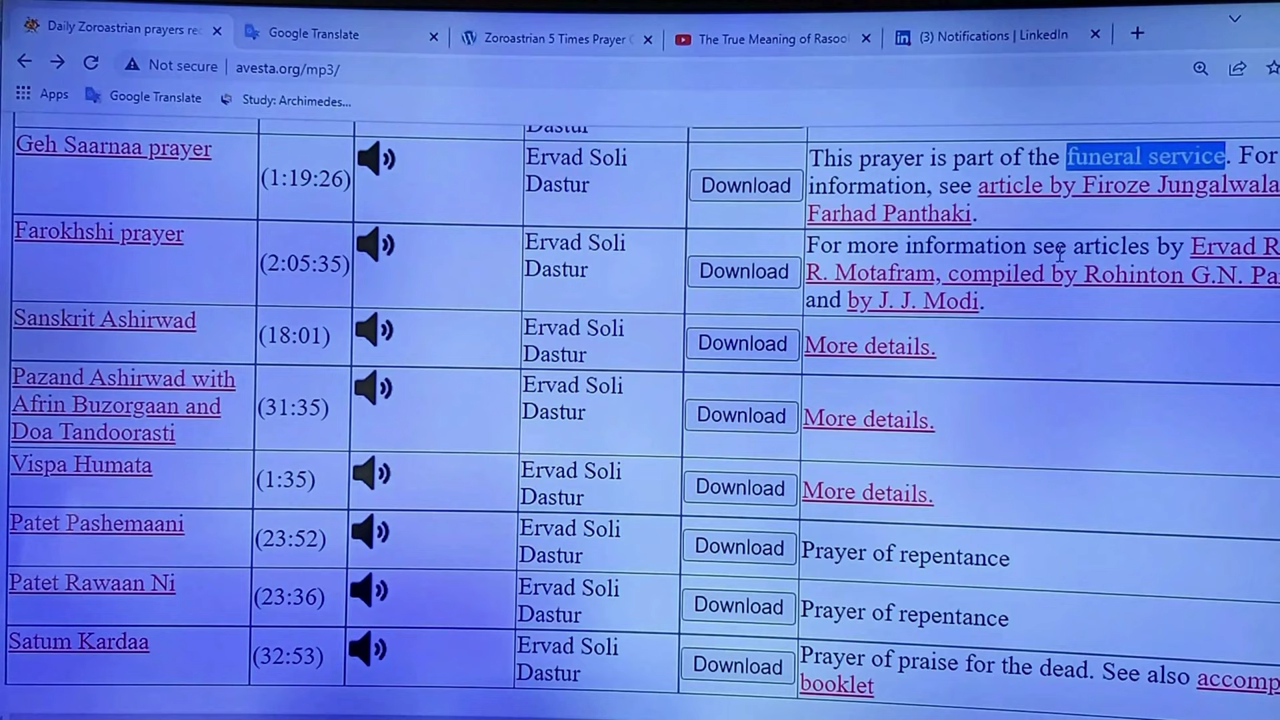 Daily Zoroastrian prayers re
Google Translate
Zoroastrian 5 Times Prayer
The True Meaning of Rasoo
(3) Notifications | LinkedIn
Not secure | avesta.org/mp3/
Apps
Google Translate
Study: Archimedes...
Dastur
Geh Saarnaa prayer
(1:19:26)
Ervad Soli
Dastur
Download
This prayer is part of the funeral service. For
information, see article by Firoze Jungalwala
Farhad Panthaki.
Farokhshi prayer
(2:05:35)
Ervad Soli
Dastur
Download
For more information see articles by Ervad R
R. Motafram, compiled by Rohinton G.N. Pa
and by J. J. Modi.
Sanskrit Ashirwad
(18:01)
Ervad Soli
Dastur
Download
More details.
Pazand Ashirwad with
Afrin Buzorgaan and
Doa Tandoorasti
(31:35)
Ervad Soli
Dastur
Download
More details.
Vispa Humata
(1:35)
Ervad Soli
Dastur
Download
More details.
Patet Pashemaani
(23:52)
Ervad Soli
Dastur
Download
Prayer of repentance
Patet Rawaan Ni
(23:36)
Ervad Soli
Dastur
Download
Prayer of repentance
Satum Kardaa
(32:53)
Ervad Soli
Dastur
Download
Prayer of praise for the dead. See also accomp
booklet